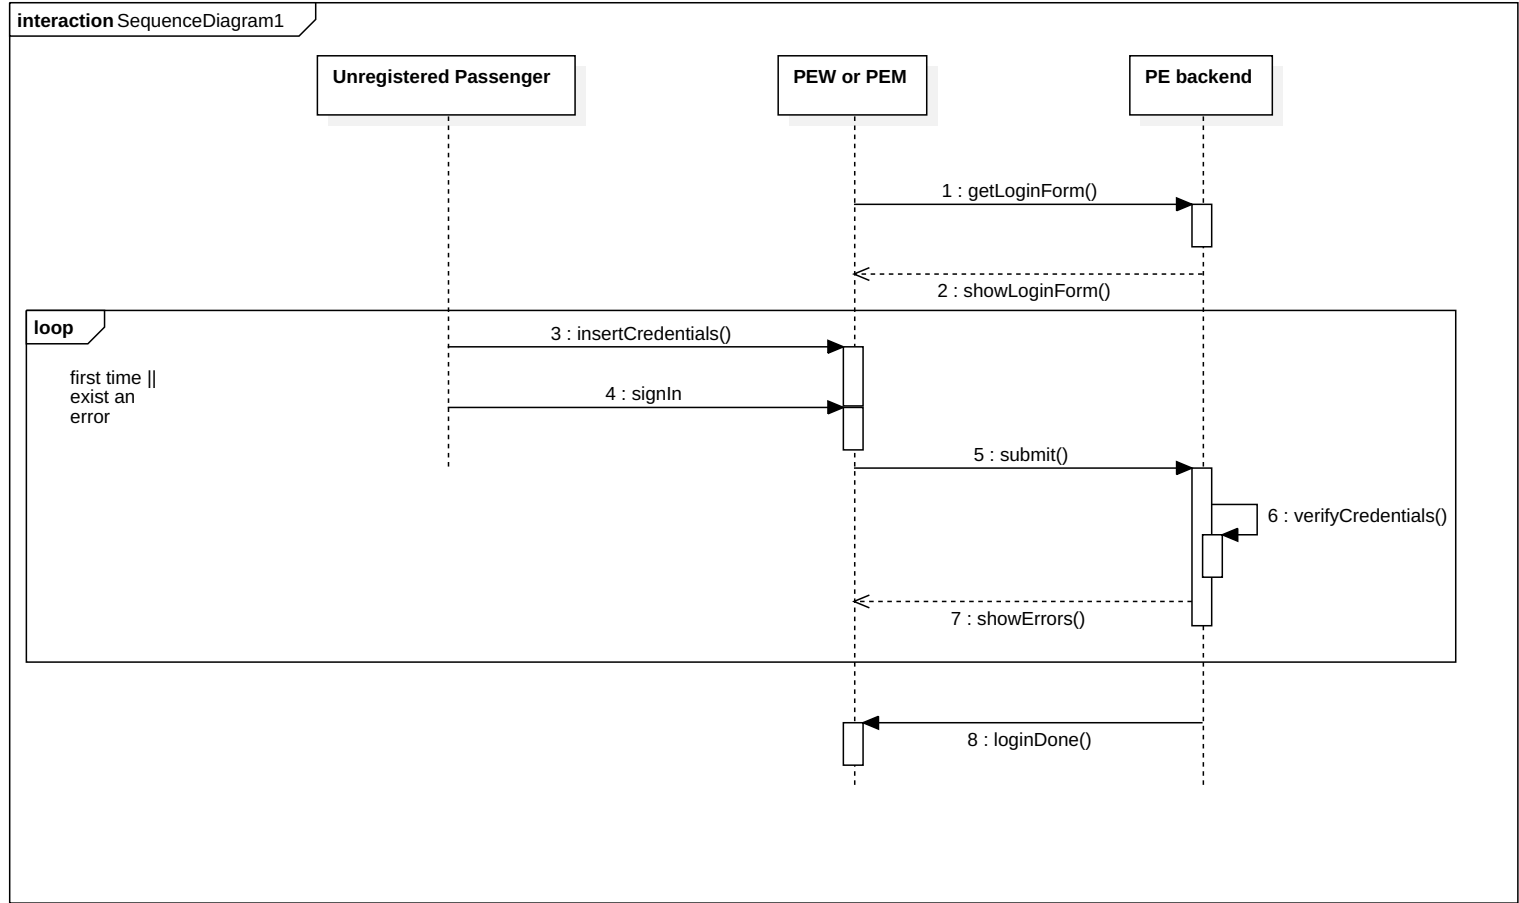 interaction SequenceDiagram1
Unregistered Passenger
PEW or PEM
PE backend
1 : getLoginForm()
2 : showLoginForm()
loop
3 : insertCredentials()
first time ||
exist an
error
4 : signIn
5 : submit()
6 : verifyCredentials()
7 : showErrors()
8 : loginDone()